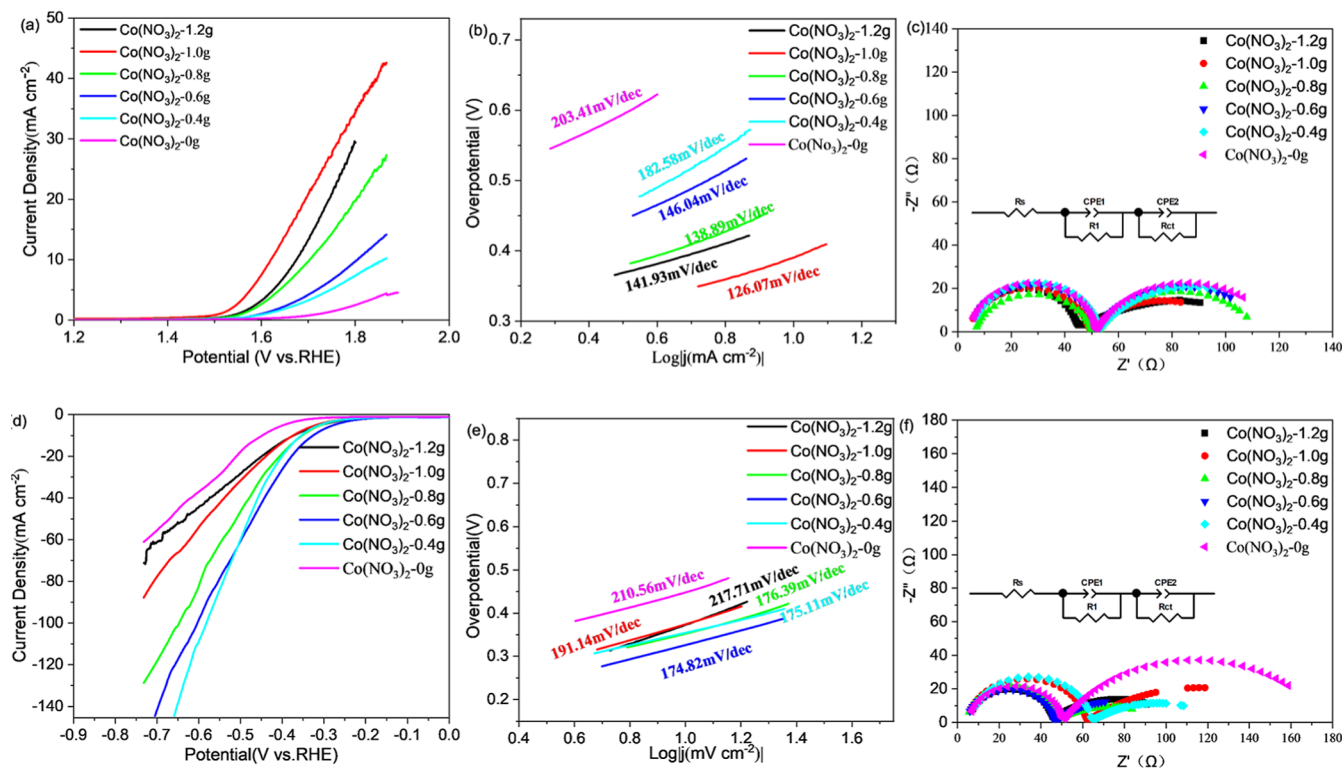 (a)
Co(NO3)2-1.2g
Co(NO3)2-1.0g
Co(NO3)2-0.8g
Co(NO3)2-0.6g
Co(NO3)2-0.4g
Co(NO3)2-0g
Current Density(mA cm-2)
50
40
30
20
10
0
1.2
1.4
1.6
1.8
2.0
Potential (V vs.RHE)
(b)
Co(NO3)2-1.2g
Co(NO3)2-1.0g
Co(NO3)2-0.8g
Co(NO3)2-0.6g
Co(NO3)2-0.4g
Co(No3)2-0g
203.41mV/dec
182.58mV/dec
146.04mV/dec
138.89mV/dec
141.93mV/dec
126.07mV/dec
Overpotential (V)
0.7
0.6
0.5
0.4
0.3
0.2
0.4
0.6
0.8
1.0
1.2
1.4
Log|j(mA cm-2)|
(c)
Co(NO3)2-1.2g
Co(NO3)2-1.0g
Co(NO3)2-0.8g
Co(NO3)2-0.6g
Co(NO3)2-0.4g
Co(NO3)2-0g
Rs
CPE1
CPE2
R1
Rct
-Z" (Ω)
140
120
100
80
60
40
20
0
0
20
40
60
80
100
120
140
Z' (Ω)
d)
Co(NO3)2-1.2g
Co(NO3)2-1.0g
Co(NO3)2-0.8g
Co(NO3)2-0.6g
Co(NO3)2-0.4g
Co(NO3)2-0g
Current Density(mA cm-2)
0
-20
-40
-60
-80
-100
-120
-140
-0.9
-0.8
-0.7
-0.6
-0.5
-0.4
-0.3
-0.2
-0.1
0.0
Potential(V vs.RHE)
(e)
Co(NO3)2-1.2g
Co(NO3)2-1.0g
Co(NO3)2-0.8g
Co(NO3)2-0.6g
Co(NO3)2-0.4g
Co(NO3)2-0g
210.56mV/dec
217.71mV/dec
176.39mV/dec
175.11mV/dec
191.14mV/dec
174.82mV/dec
Overpotential(V)
0.9
0.8
0.7
0.6
0.5
0.4
0.3
0.2
0.4
0.6
0.8
1.0
1.2
1.4
1.6
Log|j(mV cm-2)|
(f)
Co(NO3)2-1.2g
Co(NO3)2-1.0g
Co(NO3)2-0.8g
Co(NO3)2-0.6g
Co(NO3)2-0.4g
Co(NO3)2-0g
Rs
CPE1
CPE2
R1
Rct
-Z" (Ω)
180
160
140
120
100
80
60
40
20
0
0
20
40
60
80
100
120
140
160
180
Z' (Ω)